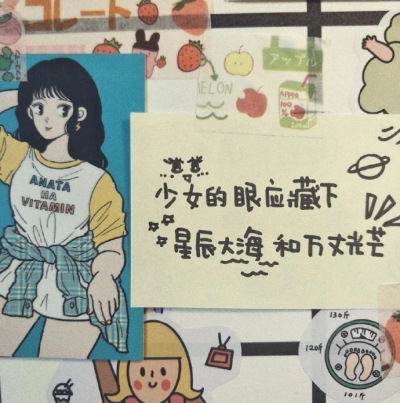 コレート
アップル
MELON
Apple
100
%
ANATA
HA
VITAMIN
少女的眼应藏下
星辰大海和万丈光芒
130斤
120斤
101斤